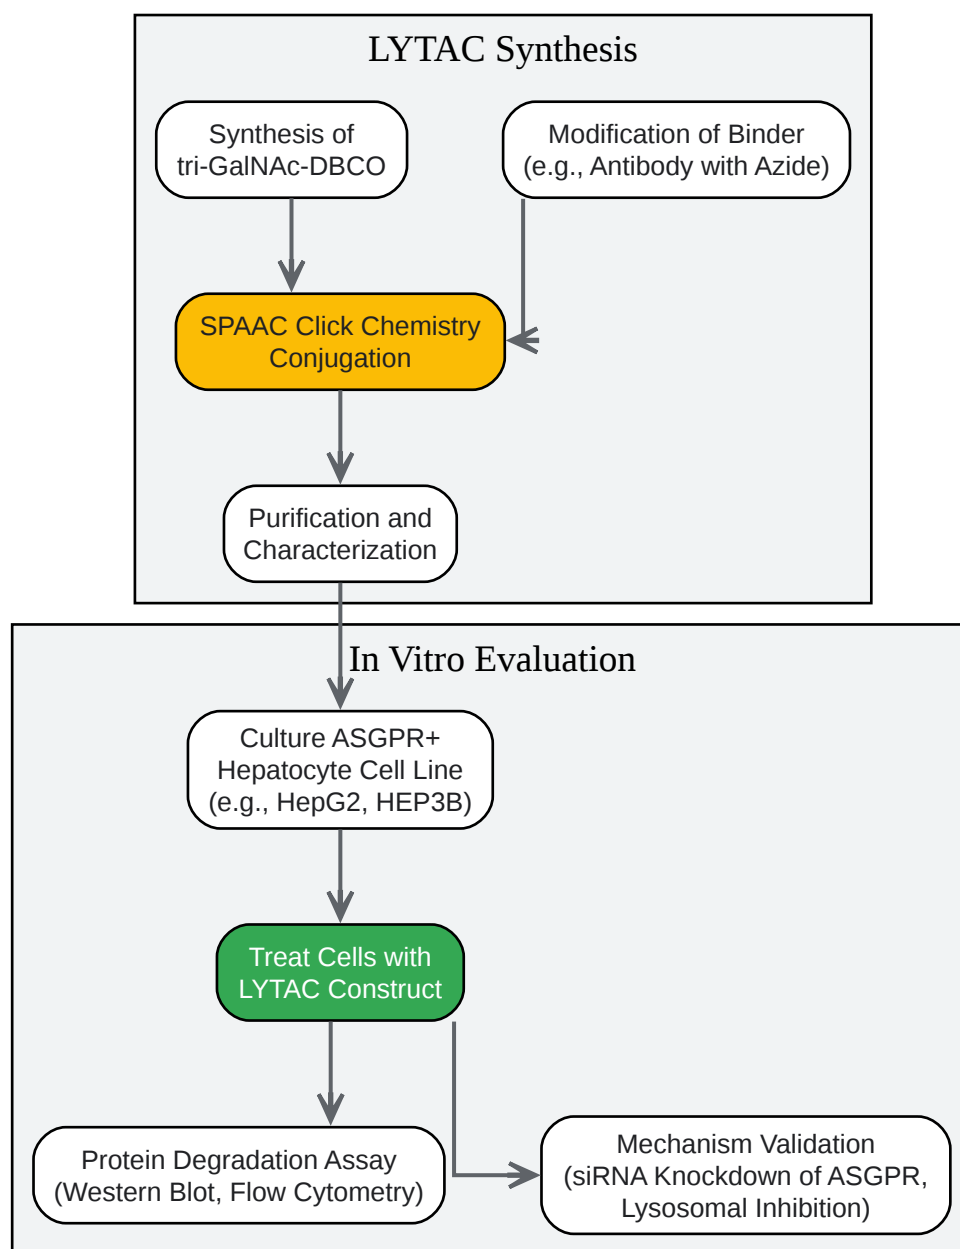 LYTAC Synthesis
Synthesis of
tri-GalNAc-DBCO
Modification of Binder
(e.g., Antibody with Azide)
SPAAC Click Chemistry
Conjugation
Purification and
Characterization
In Vitro Evaluation
Culture ASGPR+
Hepatocyte Cell Line
(e.g., HepG2, HEP3B)
Treat Cells with
LYTAC Construct
Protein Degradation Assay
(Western Blot, Flow Cytometry)
Mechanism Validation
(siRNA Knockdown of ASGPR,
Lysosomal Inhibition)